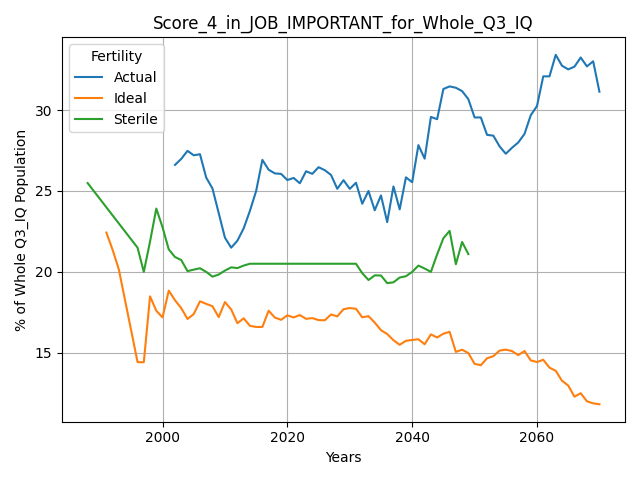 Score_4_in_JOB_IMPORTANT_for_Whole_Q3_IQ
Fertility
Actual
Ideal
Sterile
% of Whole Q3_IQ Population
30
25
20
15
2000
2020
2040
2060
Years